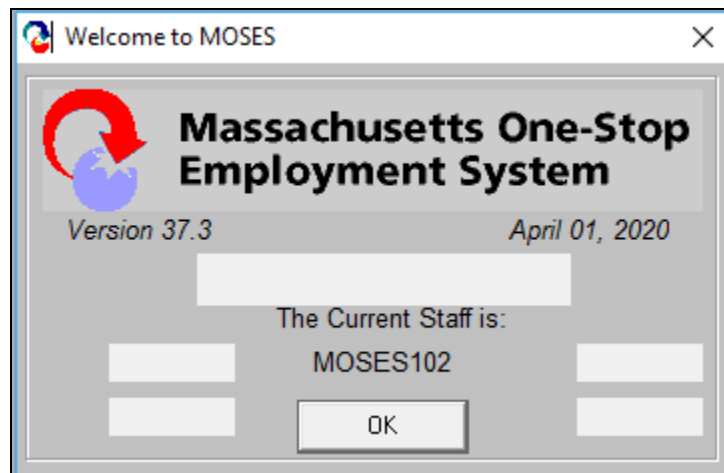 Welcome to MOSES
Massachusetts One-Stop
Employment System
Version 37.3 April 01, 2020
The Current Staff is:
MOSES102
OK